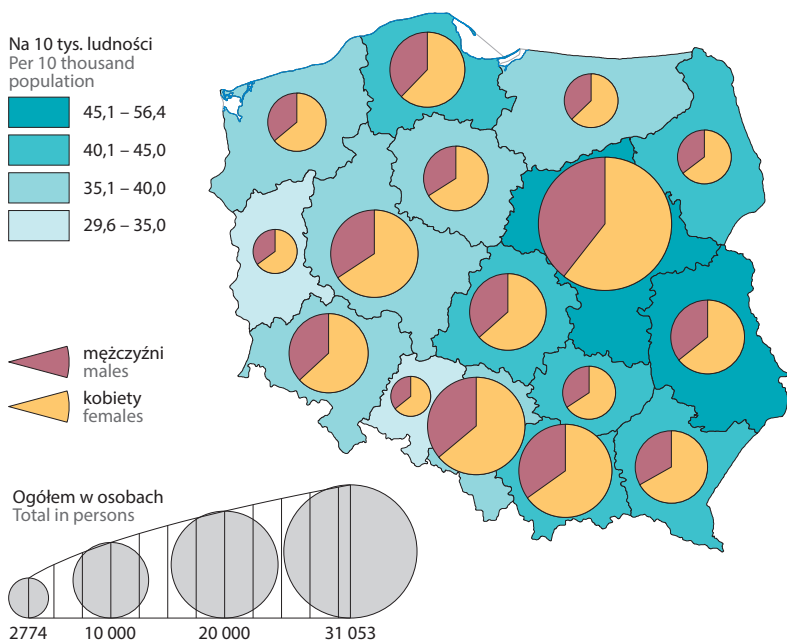 Na 10 tys. ludności
Per 10 thousand
population
45,1 – 56,4
40,1 – 45,0
35,1 – 40,0
29,6 – 35,0
mężczyźni
males
kobiety
females
Ogółem w osobach
Total in persons
2774 10 000 20 000 31 053